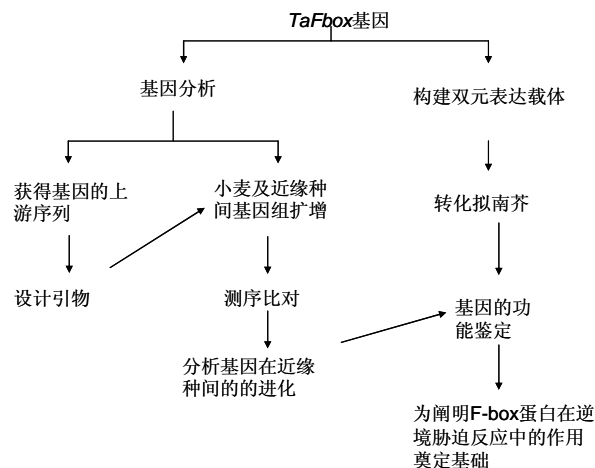 TaFbox基因
基因分析
构建双元表达载体
获得基因的上
游序列
小麦及近缘种
间基因组扩增
转化拟南芥
设计引物
测序比对
基因的功
能鉴定
分析基因在近缘
种间的的进化
为阐明F-box蛋白在逆
境胁迫反应中的作用
奠定基础